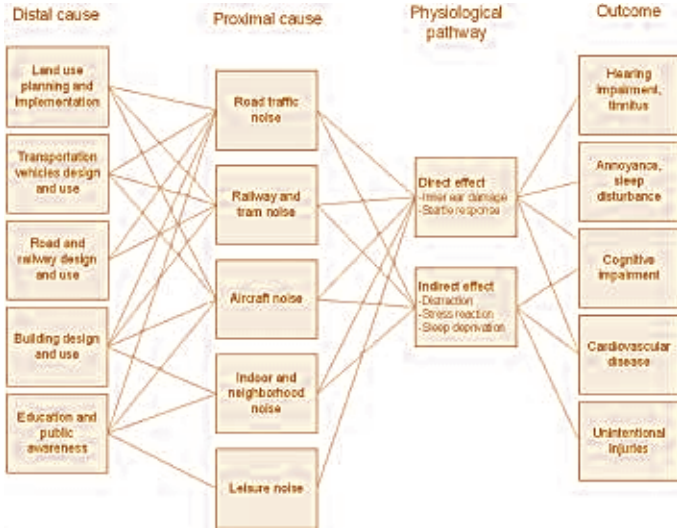 Distal cause
Proximal cause
Physiological
pathway
Outcome
Land use
planning and
implementation
Transportation
vehicles design
and use
Road and
railway design
and use
Building design
and use
Education and
public
awareness
Road traffic
noise
Railway and
tram noise
Aircraft noise
Indoor and
neighborhood
noise
Leisure noise
Direct effect
-Inner ear damage
-Startle response
Indirect effect
-Distraction
-Stress reaction
-Sleep deprivation
Hearing
impairment,
tinnitus
Annoyance,
sleep
disturbance
Cognitive
impairment
Cardiovascular
disease
Unintentional
Injuries